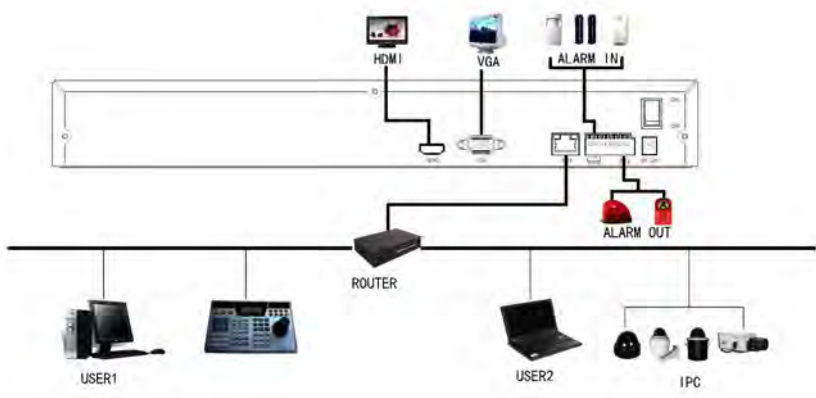 HDMI
VGA
ALARM IN
ALARM OUT
ROUTER
USER1
USER2
IPC